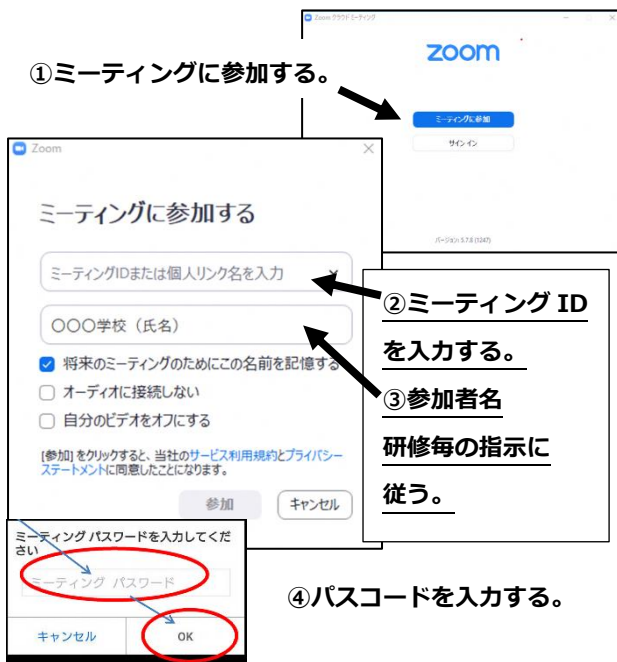 Zoom クラウド ミーティング
zoom
①ミーティングに参加する。
ミーティングに参加
サインイン
バージョン: 5.7.8 (1247)
Zoom
ミーティングに参加する
ミーティングIDまたは個人リンク名を入力
〇〇〇学校（氏名）
将来のミーティングのためにこの名前を記憶する
オーディオに接続しない
自分のビデオをオフにする
[参加] をクリックすると、当社のサービス利用規約とプライバシー
ステートメントに同意したことになります。
参加
キャンセル
②ミーティング ID
を入力する。
③参加者名
研修毎の指示に
従う。
ミーティング パスワードを入力してくだ
さい
ミーティング パスワード
キャンセル
OK
④パスコードを入力する。